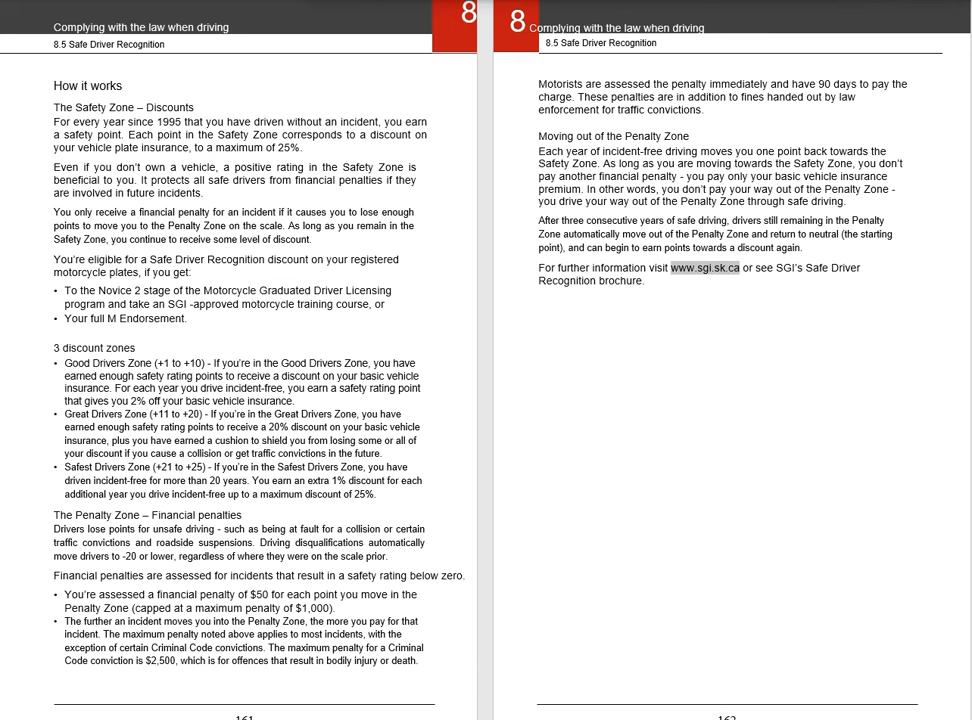 Complying with the law when driving
8
8.5 Safe Driver Recognition
How it works
The Safety Zone – Discounts
For every year since 1995 that you have driven without an incident, you earn
a safety point. Each point in the Safety Zone corresponds to a discount on
your vehicle plate insurance, to a maximum of 25%.
Even if you don't own a vehicle, a positive rating in the Safety Zone is
beneficial to you. It protects all safe drivers from financial penalties if they
are involved in future incidents.
You only receive a financial penalty for an incident if it causes you to lose enough
points to move you to the Penalty Zone on the scale. As long as you remain in the
Safety Zone, you continue to receive some level of discount.
You're eligible for a Safe Driver Recognition discount on your registered
motorcycle plates, if you get:
• To the Novice 2 stage of the Motorcycle Graduated Driver Licensing
program and take an SGI -approved motorcycle training course, or
• Your full M Endorsement.
3 discount zones
• Good Drivers Zone (+1 to +10) - If you're in the Good Drivers Zone, you have
earned enough safety rating points to receive a discount on your basic vehicle
insurance. For each year you drive incident-free, you earn a safety rating point
that gives you 2% off your basic vehicle insurance.
• Great Drivers Zone (+11 to +20) - If you're in the Great Drivers Zone, you have
earned enough safety rating points to receive a 20% discount on your basic vehicle
insurance, plus you have earned a cushion to shield you from losing some or all of
your discount if you cause a collision or get traffic convictions in the future.
• Safest Drivers Zone (+21 to +25) - If you're in the Safest Drivers Zone, you have
driven incident-free for more than 20 years. You earn an extra 1% discount for each
additional year you drive incident-free up to a maximum discount of 25%.
The Penalty Zone – Financial penalties
Drivers lose points for unsafe driving - such as being at fault for a collision or certain
traffic convictions and roadside suspensions. Driving disqualifications automatically
move drivers to -20 or lower, regardless of where they were on the scale prior.
Financial penalties are assessed for incidents that result in a safety rating below zero.
• You're assessed a financial penalty of $50 for each point you move in the
Penalty Zone (capped at a maximum penalty of $1,000).
• The further an incident moves you into the Penalty Zone, the more you pay for that
incident. The maximum penalty noted above applies to most incidents, with the
exception of certain Criminal Code convictions. The maximum penalty for a Criminal
Code conviction is $2,500, which is for offences that result in bodily injury or death.
161
8 Complying with the law when driving
8.5 Safe Driver Recognition
Motorists are assessed the penalty immediately and have 90 days to pay the
charge. These penalties are in addition to fines handed out by law
enforcement for traffic convictions.
Moving out of the Penalty Zone
Each year of incident-free driving moves you one point back towards the
Safety Zone. As long as you are moving towards the Safety Zone, you don't
pay another financial penalty - you pay only your basic vehicle insurance
premium. In other words, you don't pay your way out of the Penalty Zone -
you drive your way out of the Penalty Zone through safe driving.
After three consecutive years of safe driving, drivers still remaining in the Penalty
Zone automatically move out of the Penalty Zone and return to neutral (the starting
point), and can begin to earn points towards a discount again.
For further information visit www.sgi.sk.ca or see SGI's Safe Driver
Recognition brochure.
162